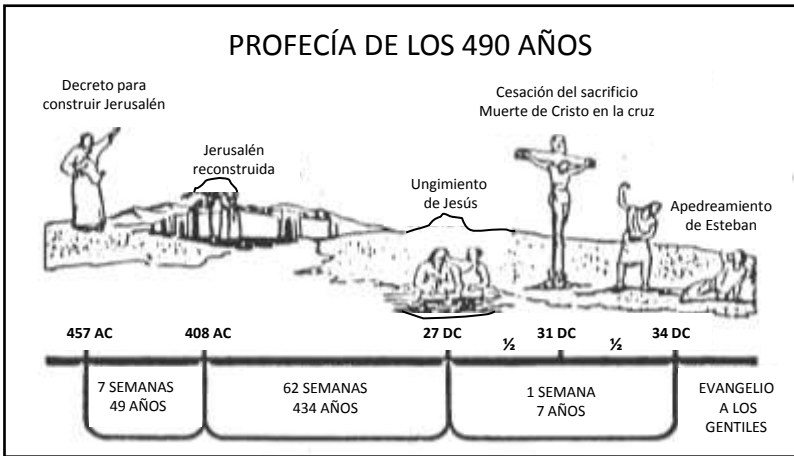 PROFECÍA DE LOS 490 AÑOS
Decreto para
construir Jerusalén
Jerusalén
reconstruida
Ungimiento
de Jesús
Cesación del sacrificio
Muerte de Cristo en la cruz
Apedreamiento
de Esteban
457 AC
408 AC
27 DC
½
31 DC
½
34 DC
7 SEMANAS
49 AÑOS
62 SEMANAS
434 AÑOS
1 SEMANA
7 AÑOS
EVANGELIO
A LOS
GENTILES